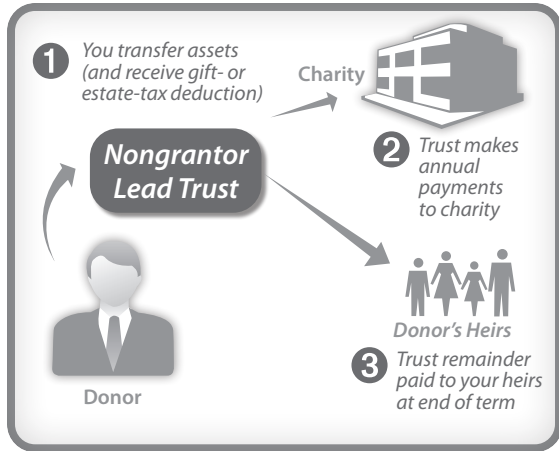 1
You transfer assets
(and receive gift- or
estate-tax deduction)
Charity
Nongrantor
Lead Trust
2
Trust makes
annual
payments
to charity
Donor
Donor's Heirs
3
Trust remainder
paid to your heirs
at end of term